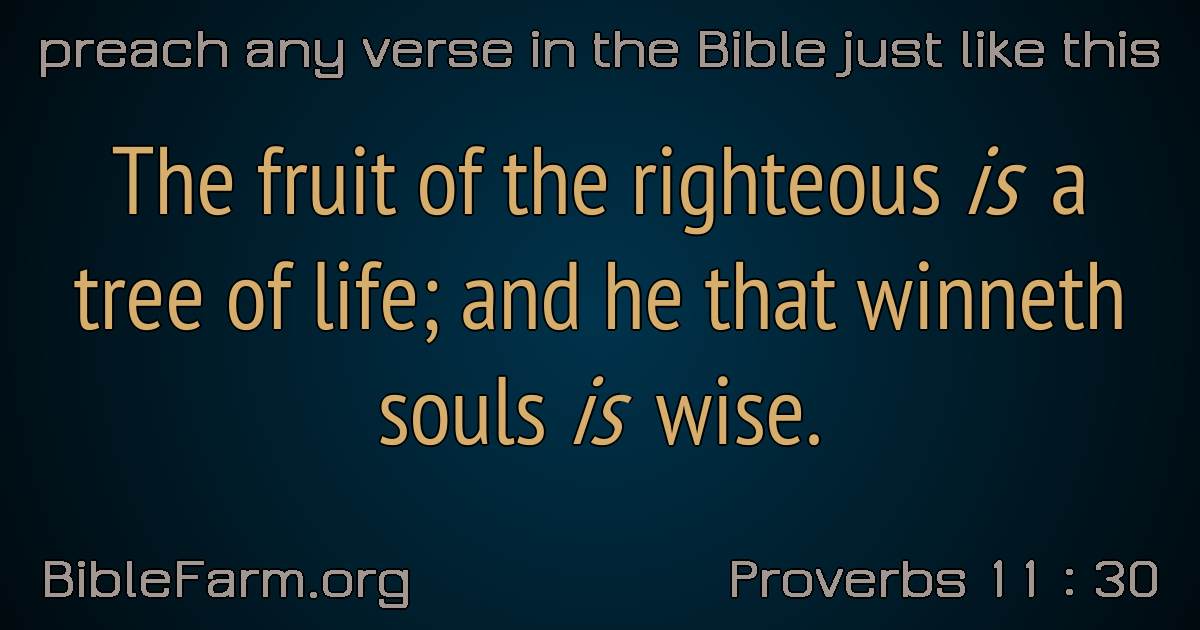 preach any verse in the Bible just like this
The fruit of the righteous is a
tree of life; and he that winneth
souls is wise.
BibleFarm.org
Proverbs 11 : 30